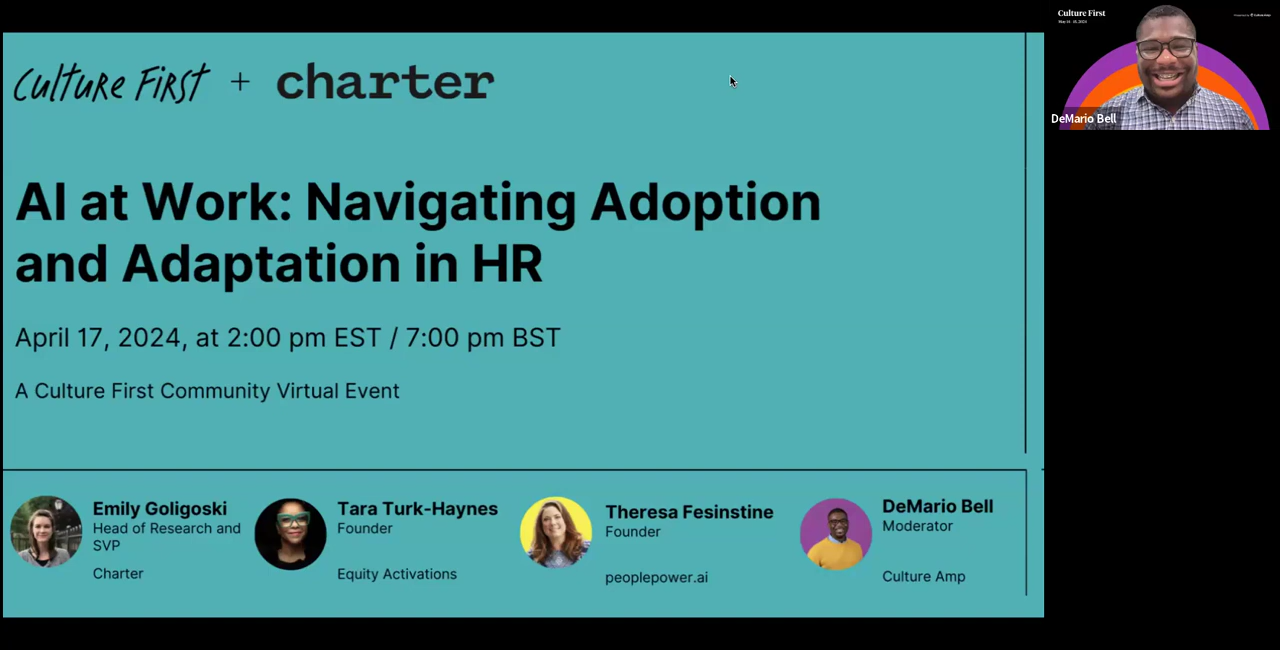 Culture First + charter
AI at Work: Navigating Adoption
and Adaptation in HR
April 17, 2024, at 2:00 pm EST / 7:00 pm BST
A Culture First Community Virtual Event
Emily Goligoski
Head of Research and
SVP
Charter
Tara Turk-Haynes
Founder
Equity Activations
Theresa Fesinstine
Founder
peoplepower.ai
DeMario Bell
Moderator
Culture Amp
Culture First
DeMario Bell